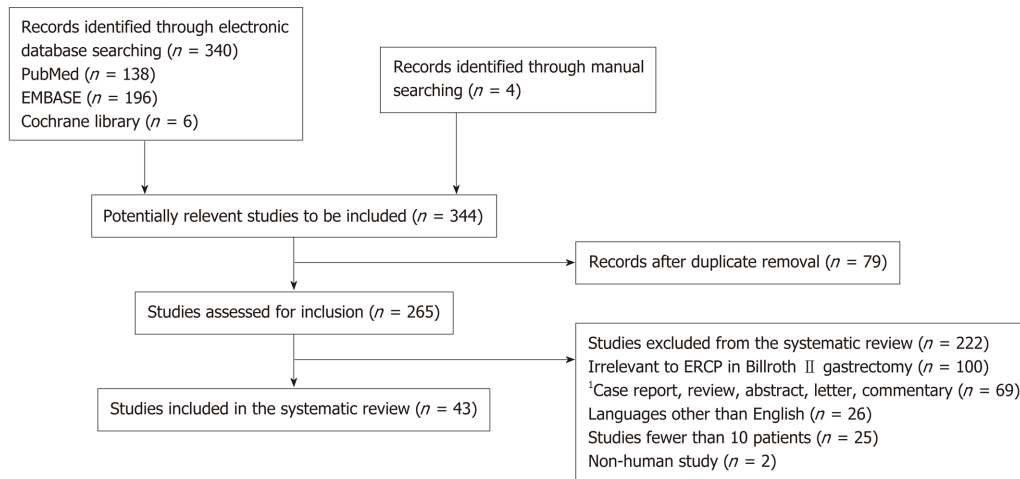 Records identified through electronic
database searching (n = 340)
PubMed (n = 138)
EMBASE (n = 196)
Cochrane library (n = 6)
Records identified through manual
searching (n = 4)
Potentially relevent studies to be included (n = 344)
Records after duplicate removal (n = 79)
Studies assessed for inclusion (n = 265)
Studies excluded from the systematic review (n = 222)
Irrelevant to ERCP in Billroth Ⅱ gastrectomy (n = 100)
¹Case report, review, abstract, letter, commentary (n = 69)
Languages other than English (n = 26)
Studies fewer than 10 patients (n = 25)
Non-human study (n = 2)
Studies included in the systematic review (n = 43)